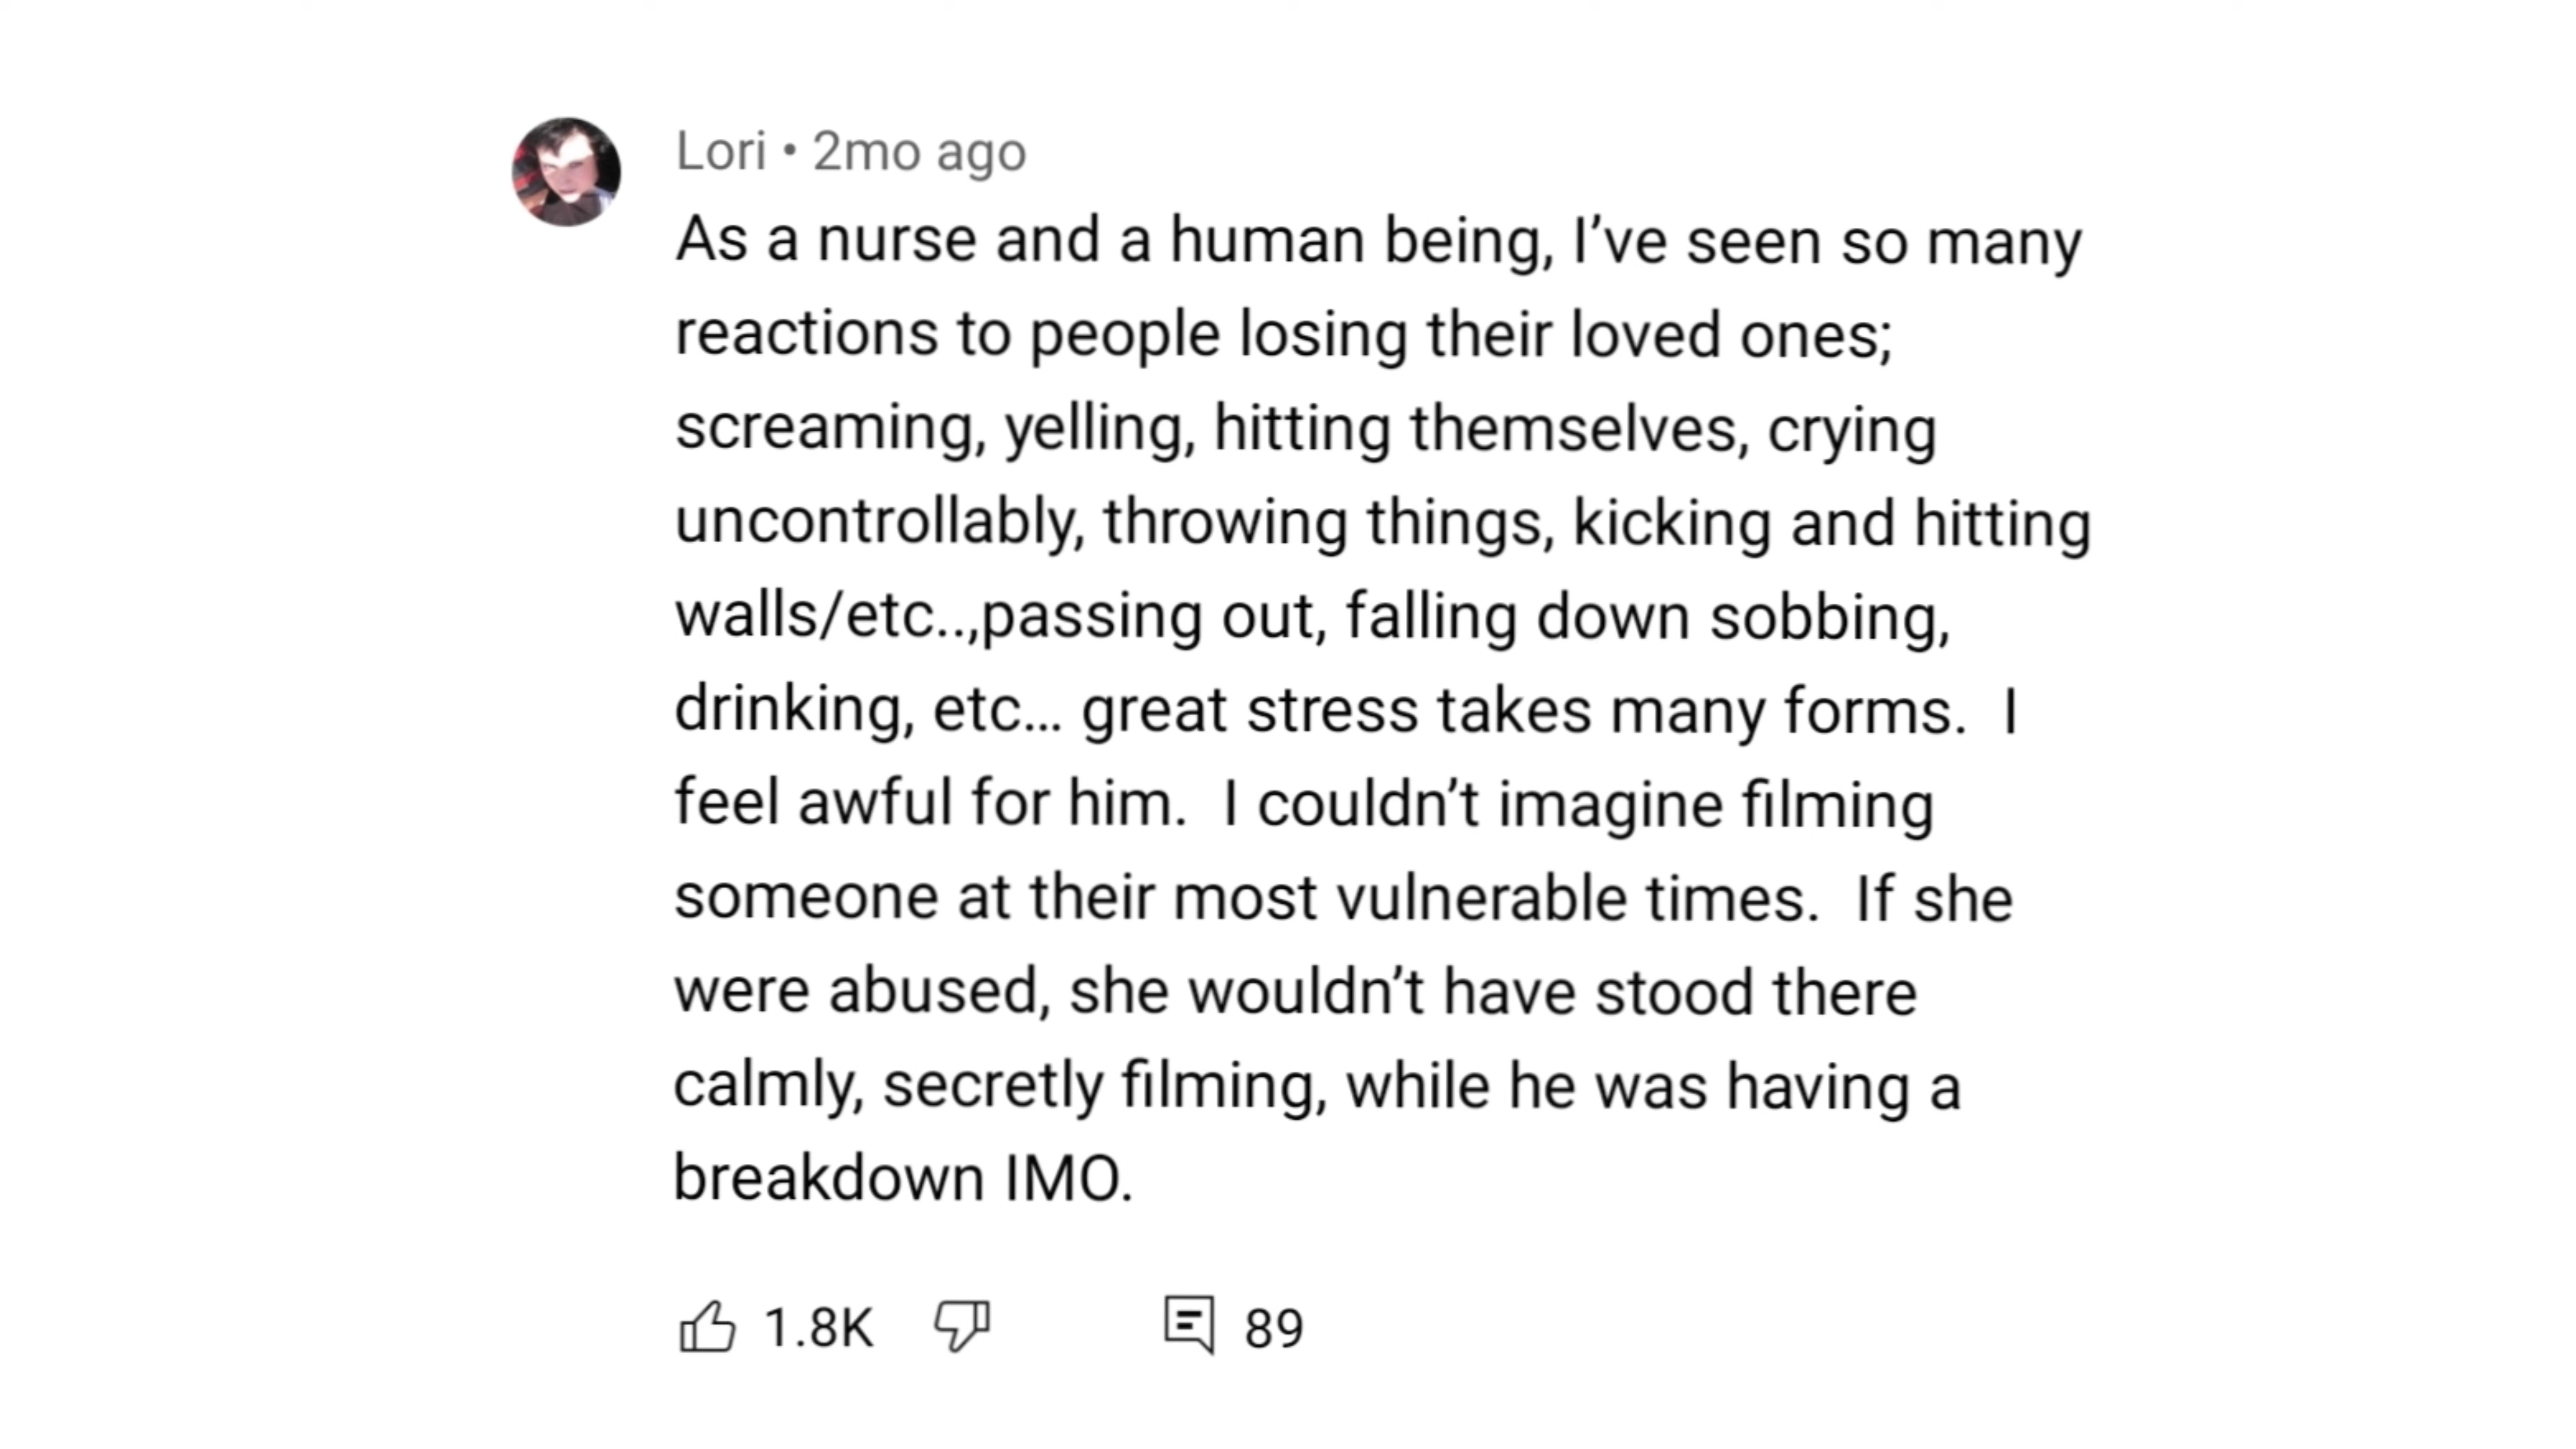 Lori • 2mo ago
As a nurse and a human being, I’ve seen so many
reactions to people losing their loved ones;
screaming, yelling, hitting themselves, crying
uncontrollably, throwing things, kicking and hitting
walls/etc..,passing out, falling down sobbing,
drinking, etc… great stress takes many forms.  I
feel awful for him.  I couldn’t imagine filming
someone at their most vulnerable times.  If she
were abused, she wouldn’t have stood there
calmly, secretly filming, while he was having a
breakdown IMO.
1.8K 89